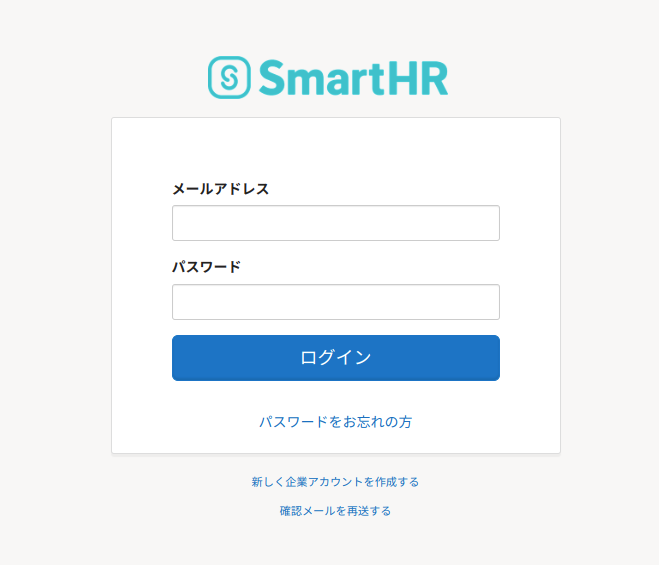 SmartHR
メールアドレス
パスワード
ログイン
パスワードをお忘れの方
新しく企業アカウントを作成する
確認メールを再送する